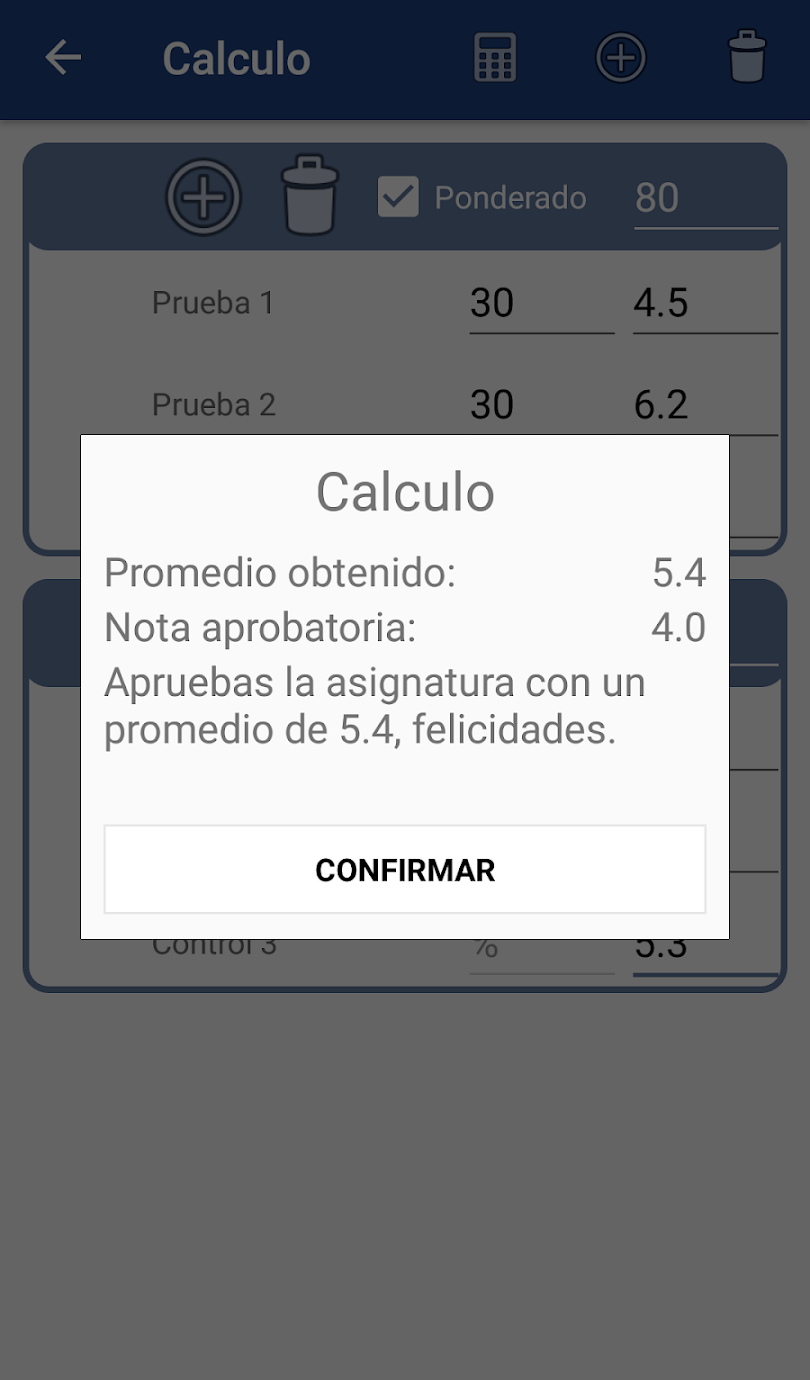 Calculo
Ponderado 80
Prueba 1 30 4.5
Prueba 2 30 6.2
Calculo
Promedio obtenido: 5.4
Nota aprobatoria: 4.0
Apruebas la asignatura con un
promedio de 5.4, felicidades.
CONFIRMAR
Control 3 % 5.3